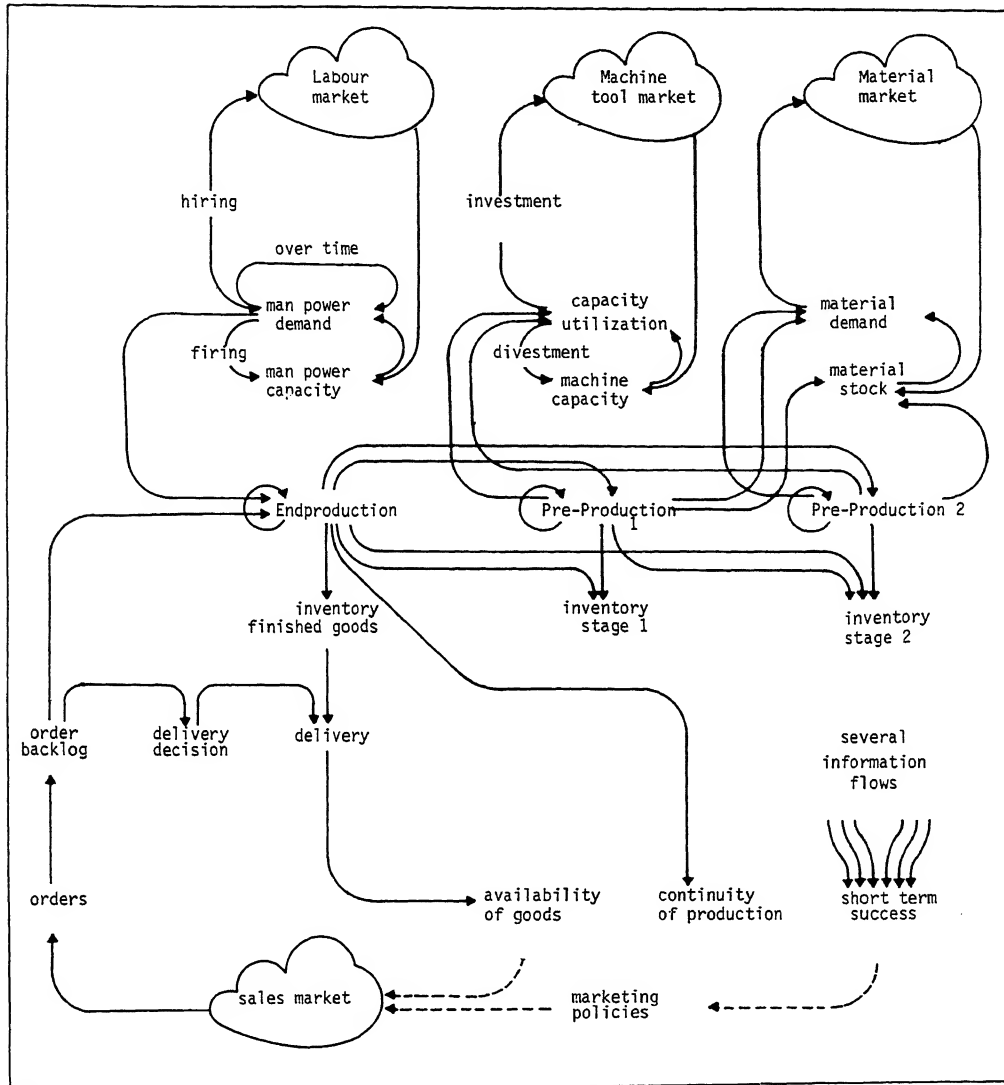 Labour
market
Machine
tool market
Material
market
hiring
investment
over time
man power
demand
capacity
utilization
material
demand
firing
divestment
man power
capacity
machine
capacity
material
stock
Endproduction
Pre-Production
1
Pre-Production 2
inventory
finished goods
inventory
stage 1
inventory
stage 2
order
backlog
delivery
decision
delivery
several
information
flows
orders
availability
of goods
continuity
of production
short term
success
sales market
marketing
policies